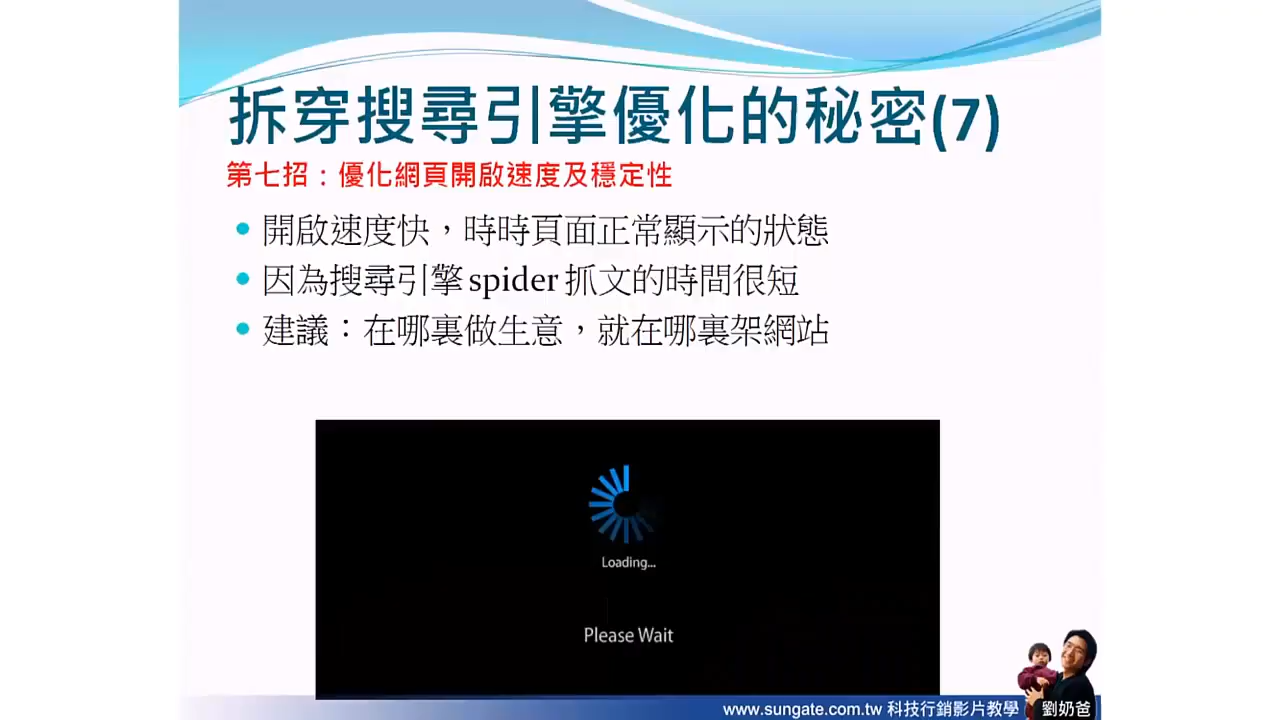 拆穿搜尋引擎優化的秘密(7)
第七招：優化網頁開啟速度及穩定性
開啟速度快，時時頁面正常顯示的狀態
因為搜尋引擎spider抓文的時間很短
建議：在哪裏做生意，就在哪裏架網站
Loading...
Please Wait
www.sungate.com.tw 科技行銷影片教學
劉奶爸